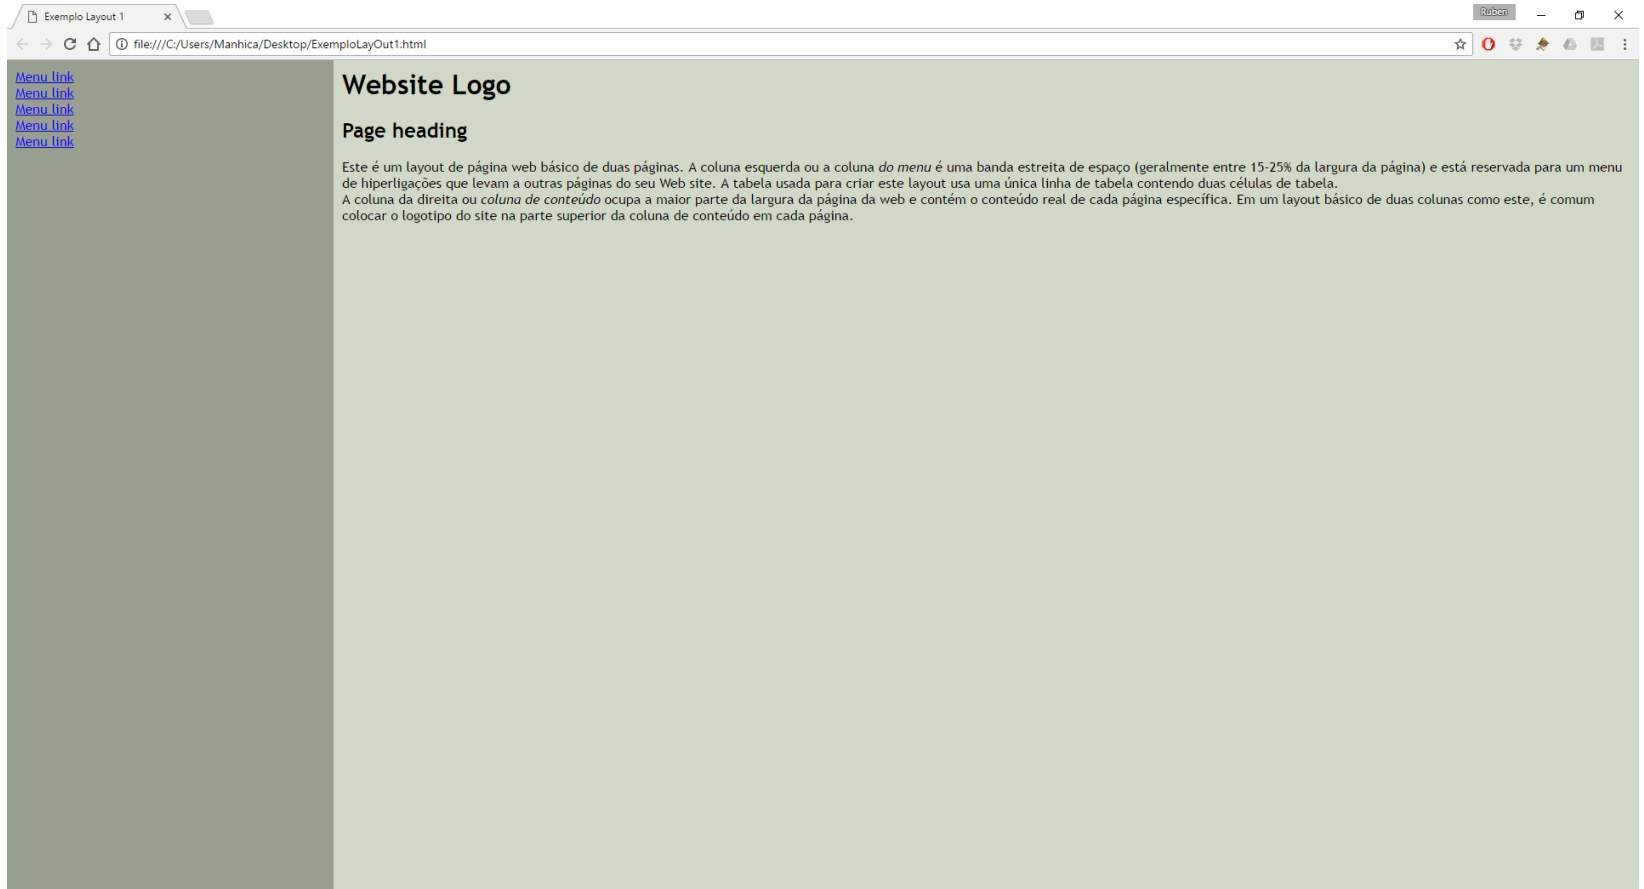 Exemplo Layout 1
Ruben
file:///C:/Users/Manhica/Desktop/ExemploLayOut1.html
Menu link
Menu link
Menu link
Menu link
Menu link
Website Logo
Page heading
Este é um layout de página web básico de duas páginas. A coluna esquerda ou a coluna do menu é uma banda estreita de espaço (geralmente entre 15-25% da largura da página) e está reservada para um menu
de hiperligações que levam a outras páginas do seu Web site. A tabela usada para criar este layout usa uma única linha de tabela contendo duas células de tabela.
A coluna da direita ou coluna de conteúdo ocupa a maior parte da largura da página da web e contém o conteúdo real de cada página específica. Em um layout básico de duas colunas como este, é comum
colocar o logotipo do site na parte superior da coluna de conteúdo em cada página.